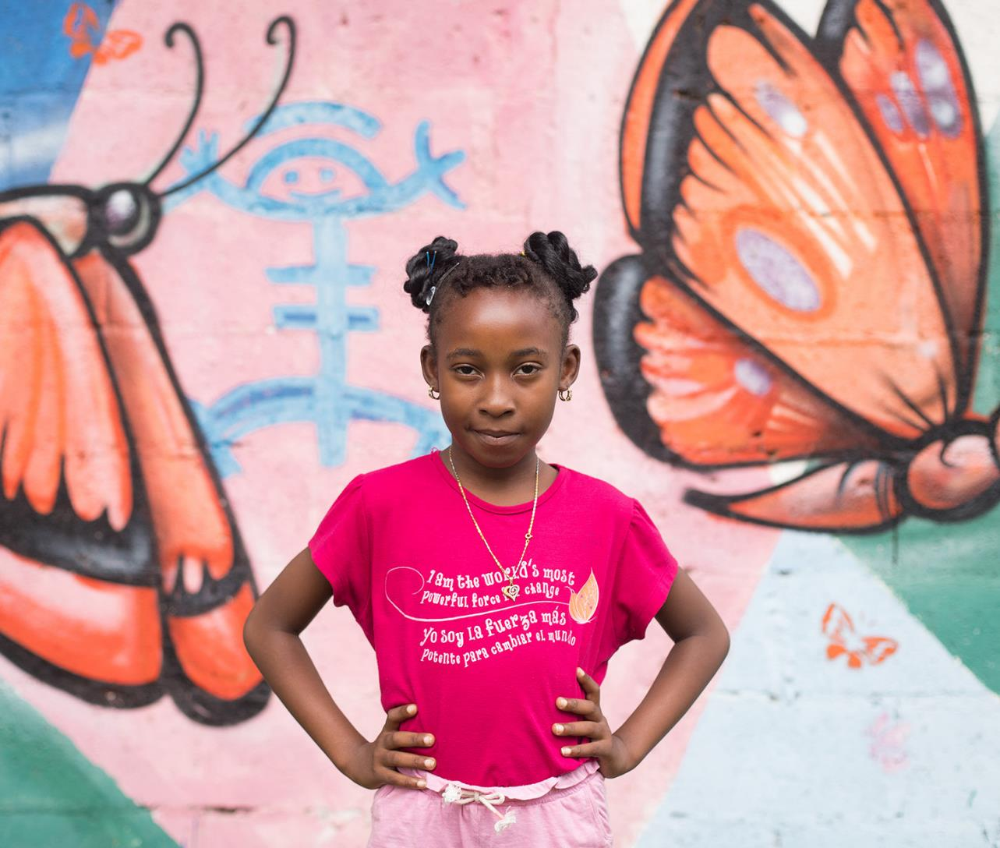 I am the world's most
powerful force change
yo soy la fuerza más
potente para cambiar el mundo